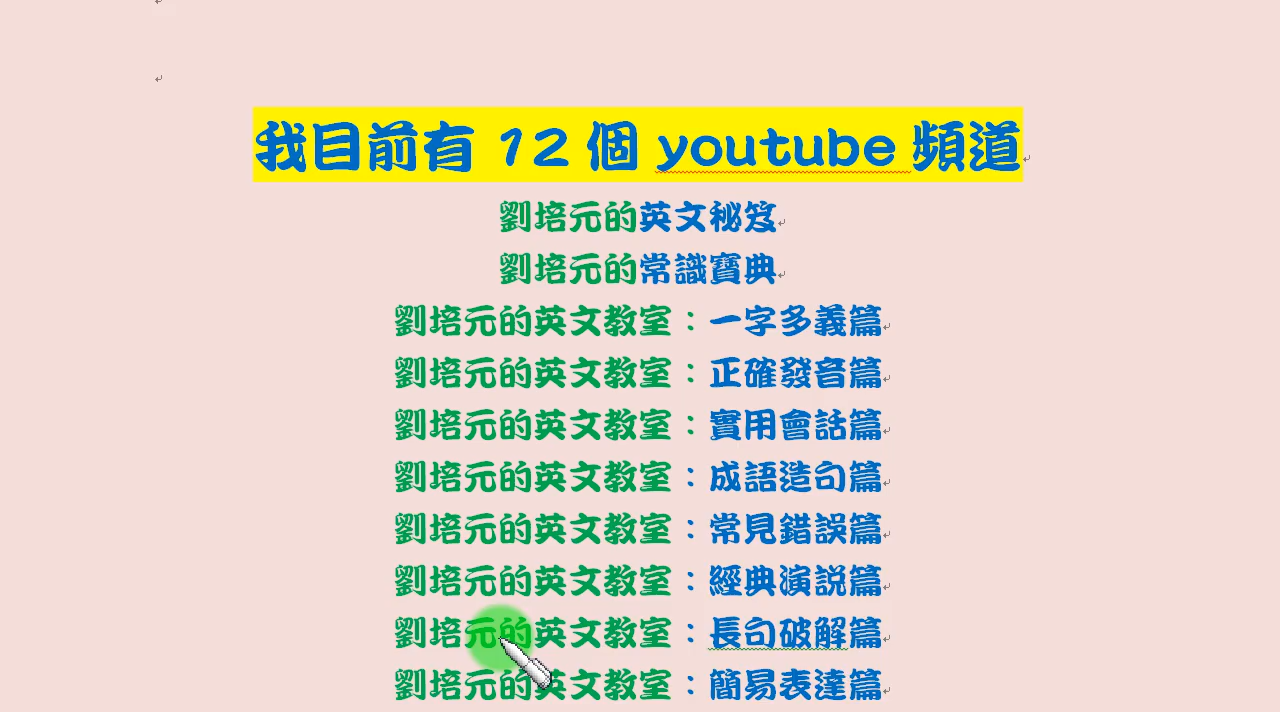 我目前有 12 個 youtube 頻道
劉培元的英文秘笈
劉培元的常識寶典
劉培元的英文教室：一字多義篇
劉培元的英文教室：正確發音篇
劉培元的英文教室：實用會話篇
劉培元的英文教室：成語造句篇
劉培元的英文教室：常見錯誤篇
劉培元的英文教室：經典演説篇
劉培元的英文教室：長句破解篇
劉培元的英文教室：簡易表達篇